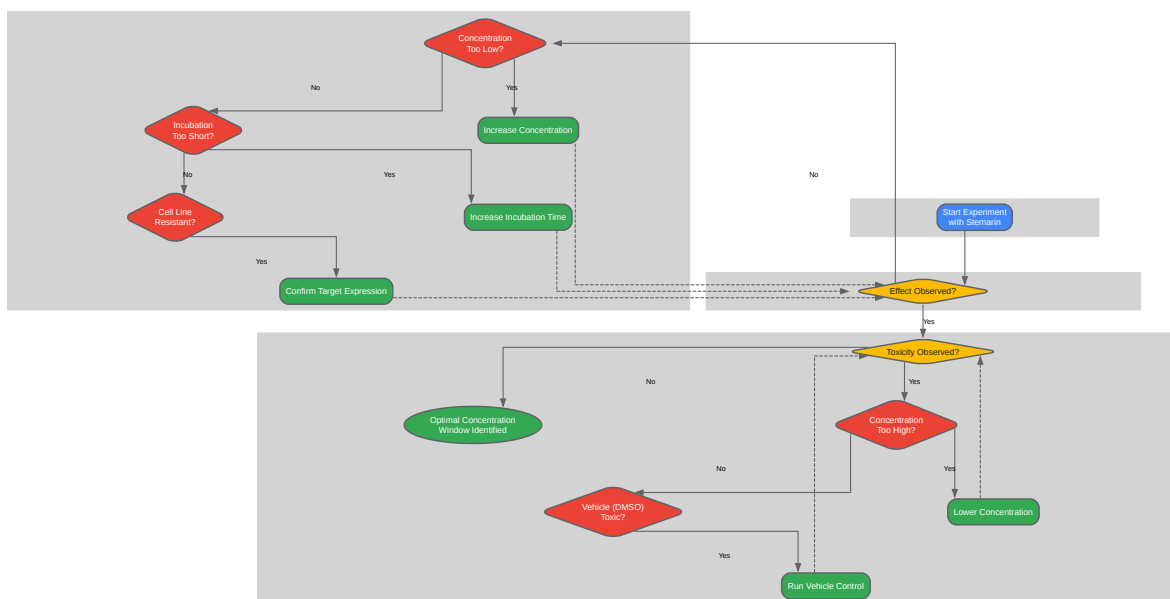 Concentration
Too Low?
No
Yes
Incubation
Too Short?
Increase Concentration
No
Yes
No
Cell Line
Resistant?
Increase Incubation Time
Start Experiment
with Stemarin
Yes
Confirm Target Expression
Effect Observed?
Yes
Toxicity Observed?
No
Yes
Optimal Concentration
Window Identified
Concentration
Too High?
No
Yes
Vehicle (DMSO)
Toxic?
Lower Concentration
Yes
Run Vehicle Control